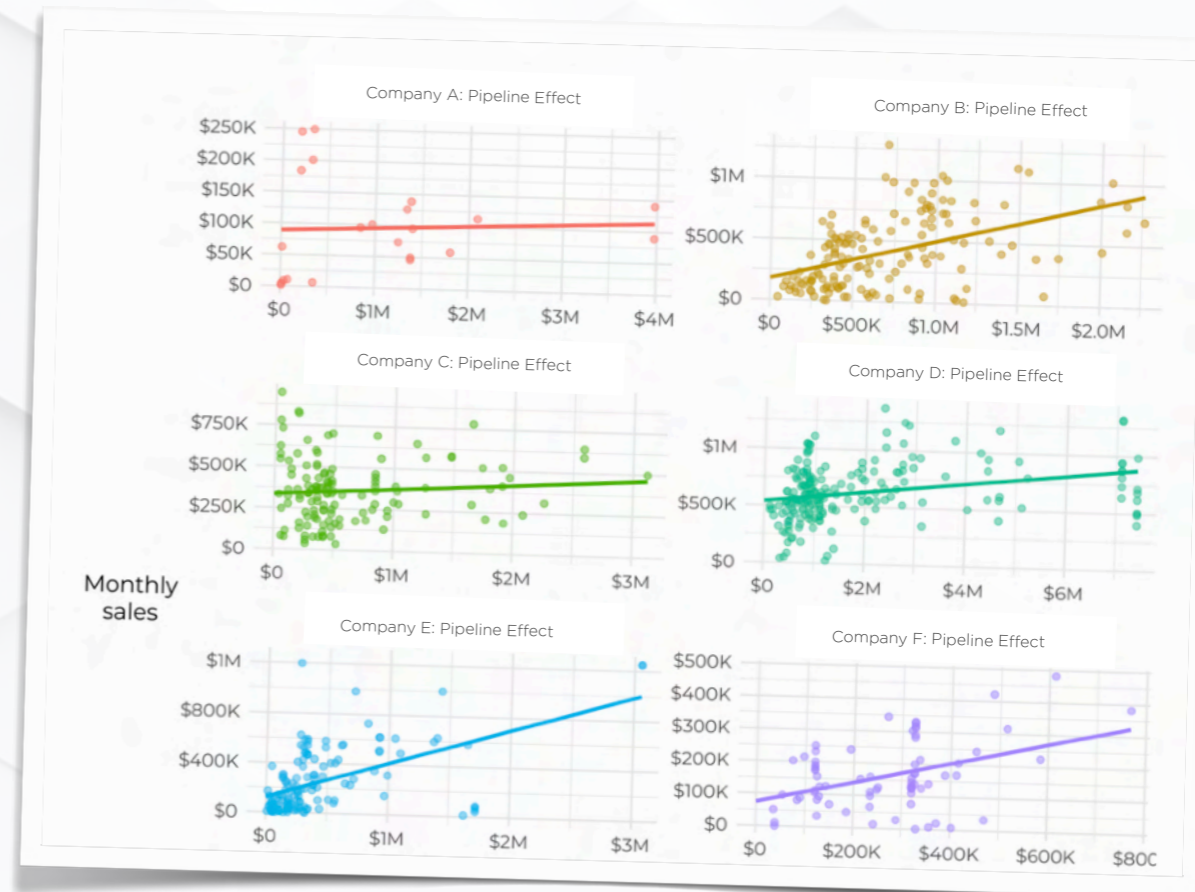 Company A: Pipeline Effect
$250K
$200K
$150K
$100K
$50K
$0
$0 $1M $2M $3M $4M
Company B: Pipeline Effect
$1M
$500K
$0
$0 $500K $1.0M $1.5M $2.0M
Company C: Pipeline Effect
$750K
$500K
$250K
$0
$0 $1M $2M $3M
Company D: Pipeline Effect
$1M
$500K
$0
$0 $2M $4M $6M
Monthly
sales
Company E: Pipeline Effect
$1M
$800K
$400K
$0
$0 $1M $2M $3M
Company F: Pipeline Effect
$500K
$400K
$300K
$200K
$100K
$0
$0 $200K $400K $600K $80C